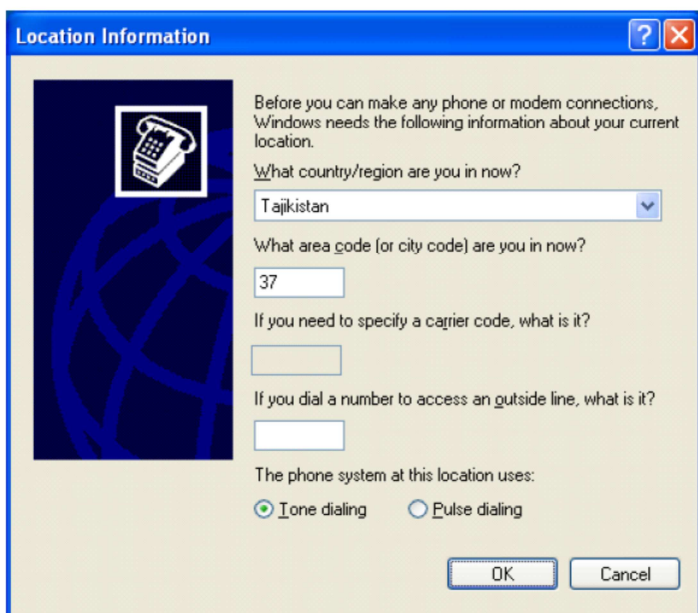 Location Information
Before you can make any phone or modem connections,
Windows needs the following information about your current
location.
What country/region are you in now?
Tajikistan
What area code (or city code) are you in now?
37
If you need to specify a carrier code, what is it?
If you dial a number to access an outside line, what is it?
The phone system at this location uses:
Tone dialing Pulse dialing
OK Cancel